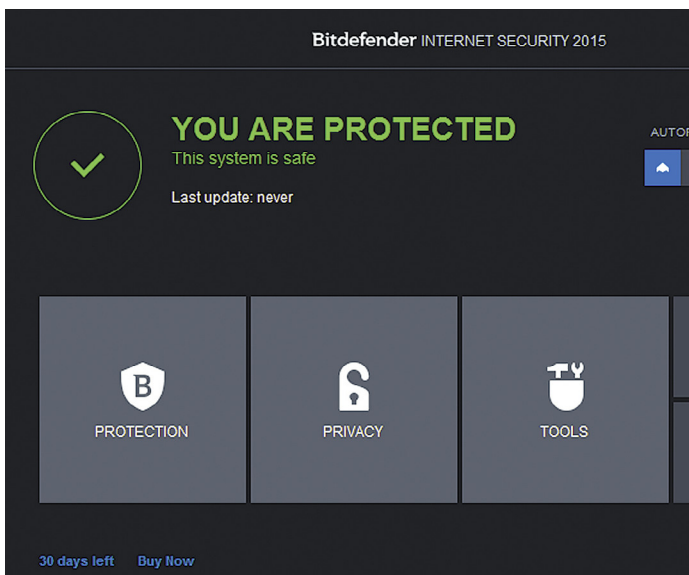 Bitdefender INTERNET SECURITY 2015
YOU ARE PROTECTED
This system is safe
Last update: never
B
PROTECTION
PRIVACY
TOOLS
30 days left Buy Now